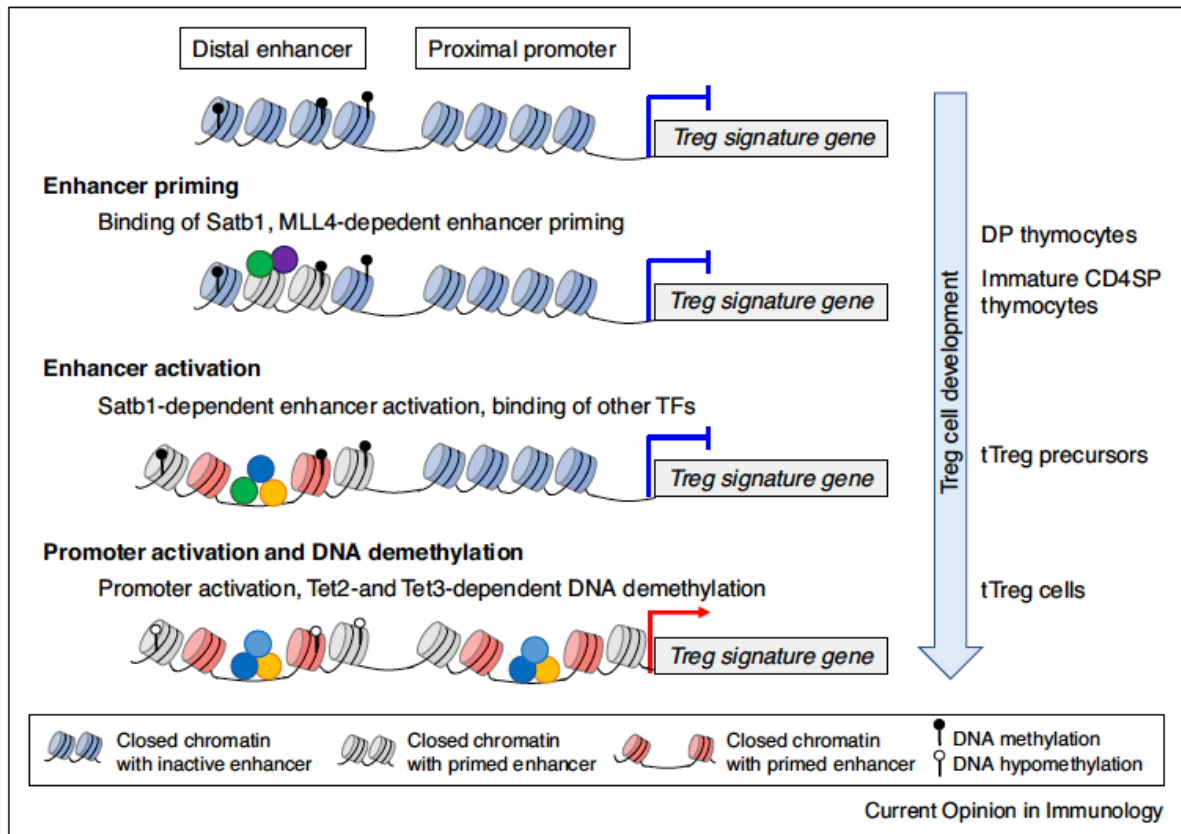 Distal enhancer
Proximal promoter
Treg signature gene
Enhancer priming
Binding of Satb1, MLL4-depedent enhancer priming
Treg signature gene
Enhancer activation
Satb1-dependent enhancer activation, binding of other TFs
Treg signature gene
Promoter activation and DNA demethylation
Promoter activation, Tet2-and Tet3-dependent DNA demethylation
Treg signature gene
Treg cell development
DP thymocytes
Immature CD4SP
thymocytes
tTreg precursors
tTreg cells
Closed chromatin
with inactive enhancer
Closed chromatin
with primed enhancer
Closed chromatin
with primed enhancer
DNA methylation
DNA hypomethylation
Current Opinion in Immunology